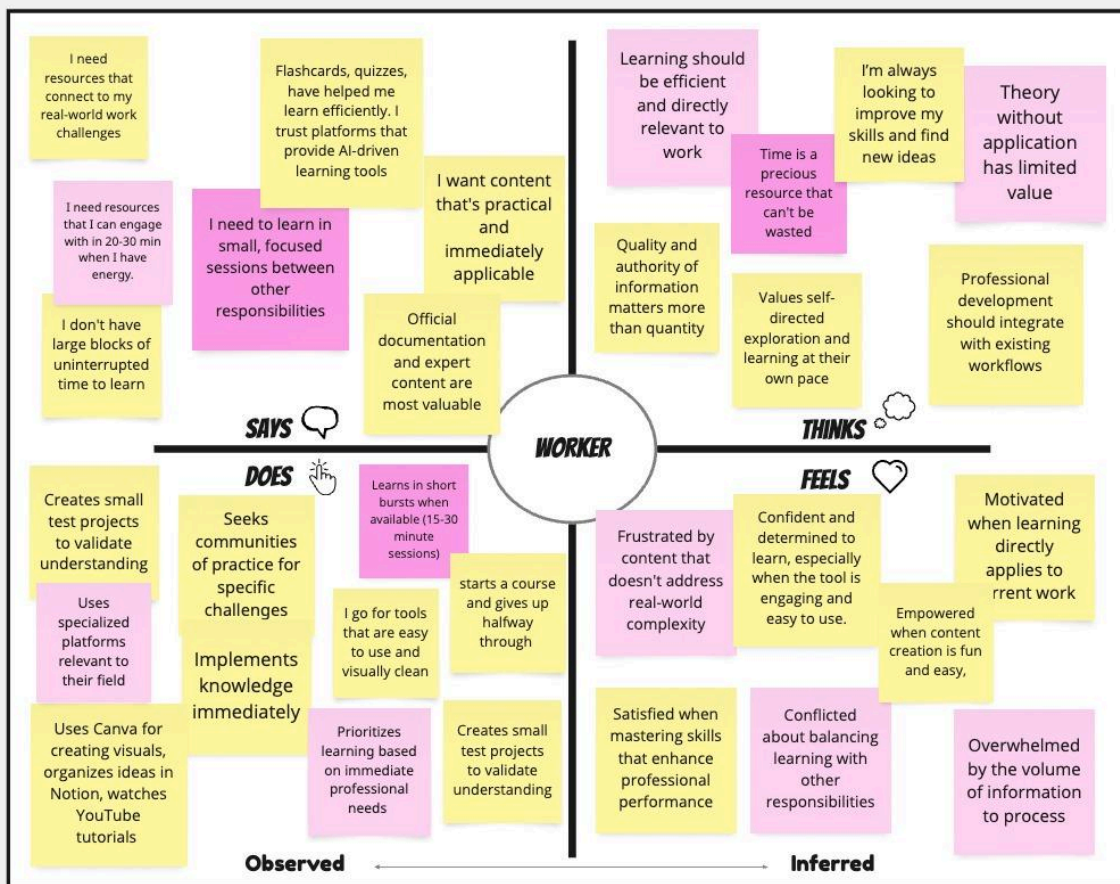 I need
resources that
connect to my
real-world work
challenges
Flashcards, quizzes,
have helped me
learn efficiently. I
trust platforms that
provide AI-driven
learning tools
I need resources
that I can engage
with in 20-30 min
when I have
energy.
I need to learn in
small, focused
sessions between
other
responsibilities
I want content
that's practical
and
immediately
applicable
I don't have
large blocks of
uninterrupted
time to learn
Official
documentation
and expert
content are
most valuable
SAYS
Learning should
be efficient
and directly
relevant to
work
Time is a
precious
resource that
can't be
wasted
I'm always
looking to
improve my
skills and find
new ideas
Theory
without
application
has limited
value
Quality and
authority of
information
matters more
than quantity
Values self-
directed
exploration and
learning at their
own pace
Professional
development
should integrate
with existing
workflows
THINKS
WORKER
DOES
Creates small
test projects
to validate
understanding
Seeks
communities
of practice for
specific
challenges
Learns in short
bursts when
available (15-30
minute
sessions)
starts a course
and gives up
halfway
through
Uses
specialized
platforms
relevant to
their field
Implements
knowledge
immediately
I go for tools
that are easy
to use and
visually clean
Uses Canva for
creating visuals,
organizes ideas in
Notion, watches
YouTube
tutorials
Prioritizes
learning based
on immediate
professional
needs
Creates small
test projects
to validate
understanding
FEELS
Frustrated by
content that
doesn't address
real-world
complexity
Confident and
determined to
learn, especially
when the tool is
engaging and
easy to use.
Motivated
when learning
directly
applies to
rrent work
Empowered
when content
creation is fun
and easy,
Satisfied when
mastering skills
that enhance
professional
performance
Conflicted
about balancing
learning with
other
responsibilities
Overwhelmed
by the volume
of information
to process
Observed
Inferred